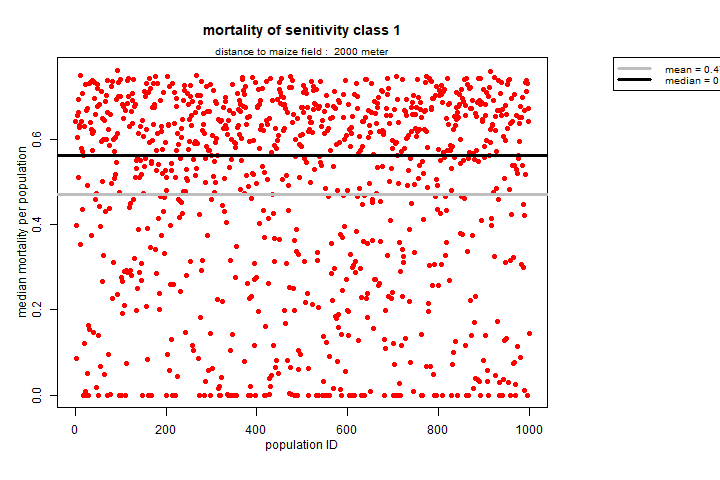 mortality of senitivity class 1
distance to maize field : 2000 meter
mean = 0.4
median = 0
median mortality per population
0.0
0.2
0.4
0.6
0
200
400
600
800
1000
population ID